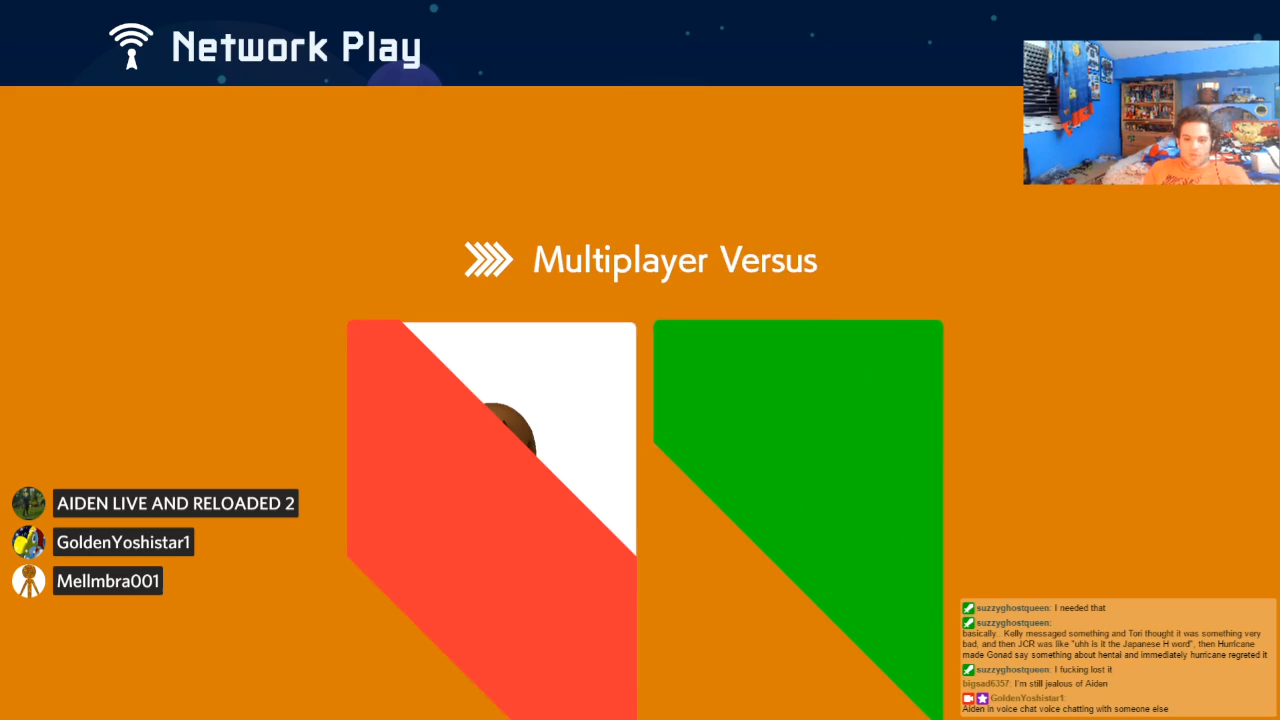 Network Play
Multiplayer Versus
AIDEN LIVE AND RELOADED 2
GoldenYoshistar1
Mellmbra001
suzzyghostqueen: I needed that
suzzyghostqueen:
basically.. Kelly messaged something and Tori thought it was something very
bad, and then JCR was like "uhh is it the Japanese H word", then Hurricane
made Gonad say something about hentai and immediately hurricane regretted it
suzzyghostqueen: I fucking lost it
bigsad6357: I'm still jealous of Aiden
GoldenYoshistar1:
Aiden in voice chat voice chatting with someone else